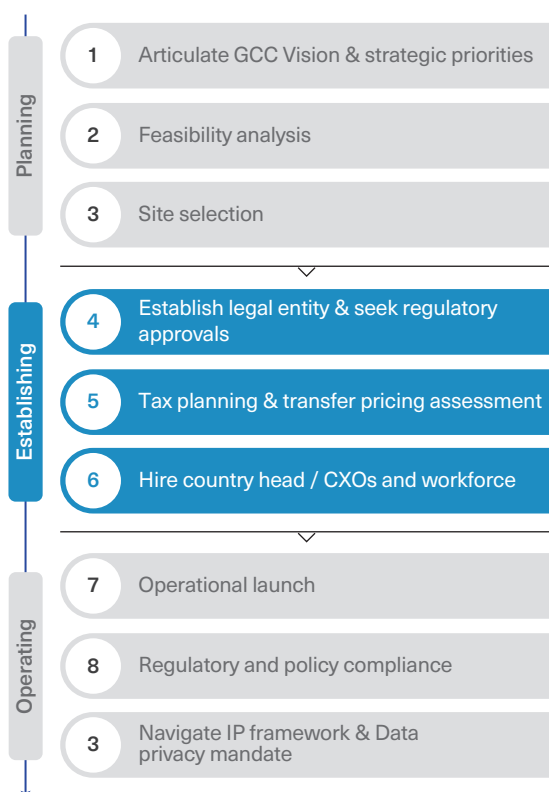 Planning
1
Articulate GCC Vision & strategic priorities
2
Feasibility analysis
3
Site selection
Establishing
4
Establish legal entity & seek regulatory
approvals
5
Tax planning & transfer pricing assessment
6
Hire country head / CXOs and workforce
Operating
7
Operational launch
8
Regulatory and policy compliance
3
Navigate IP framework & Data
privacy mandate